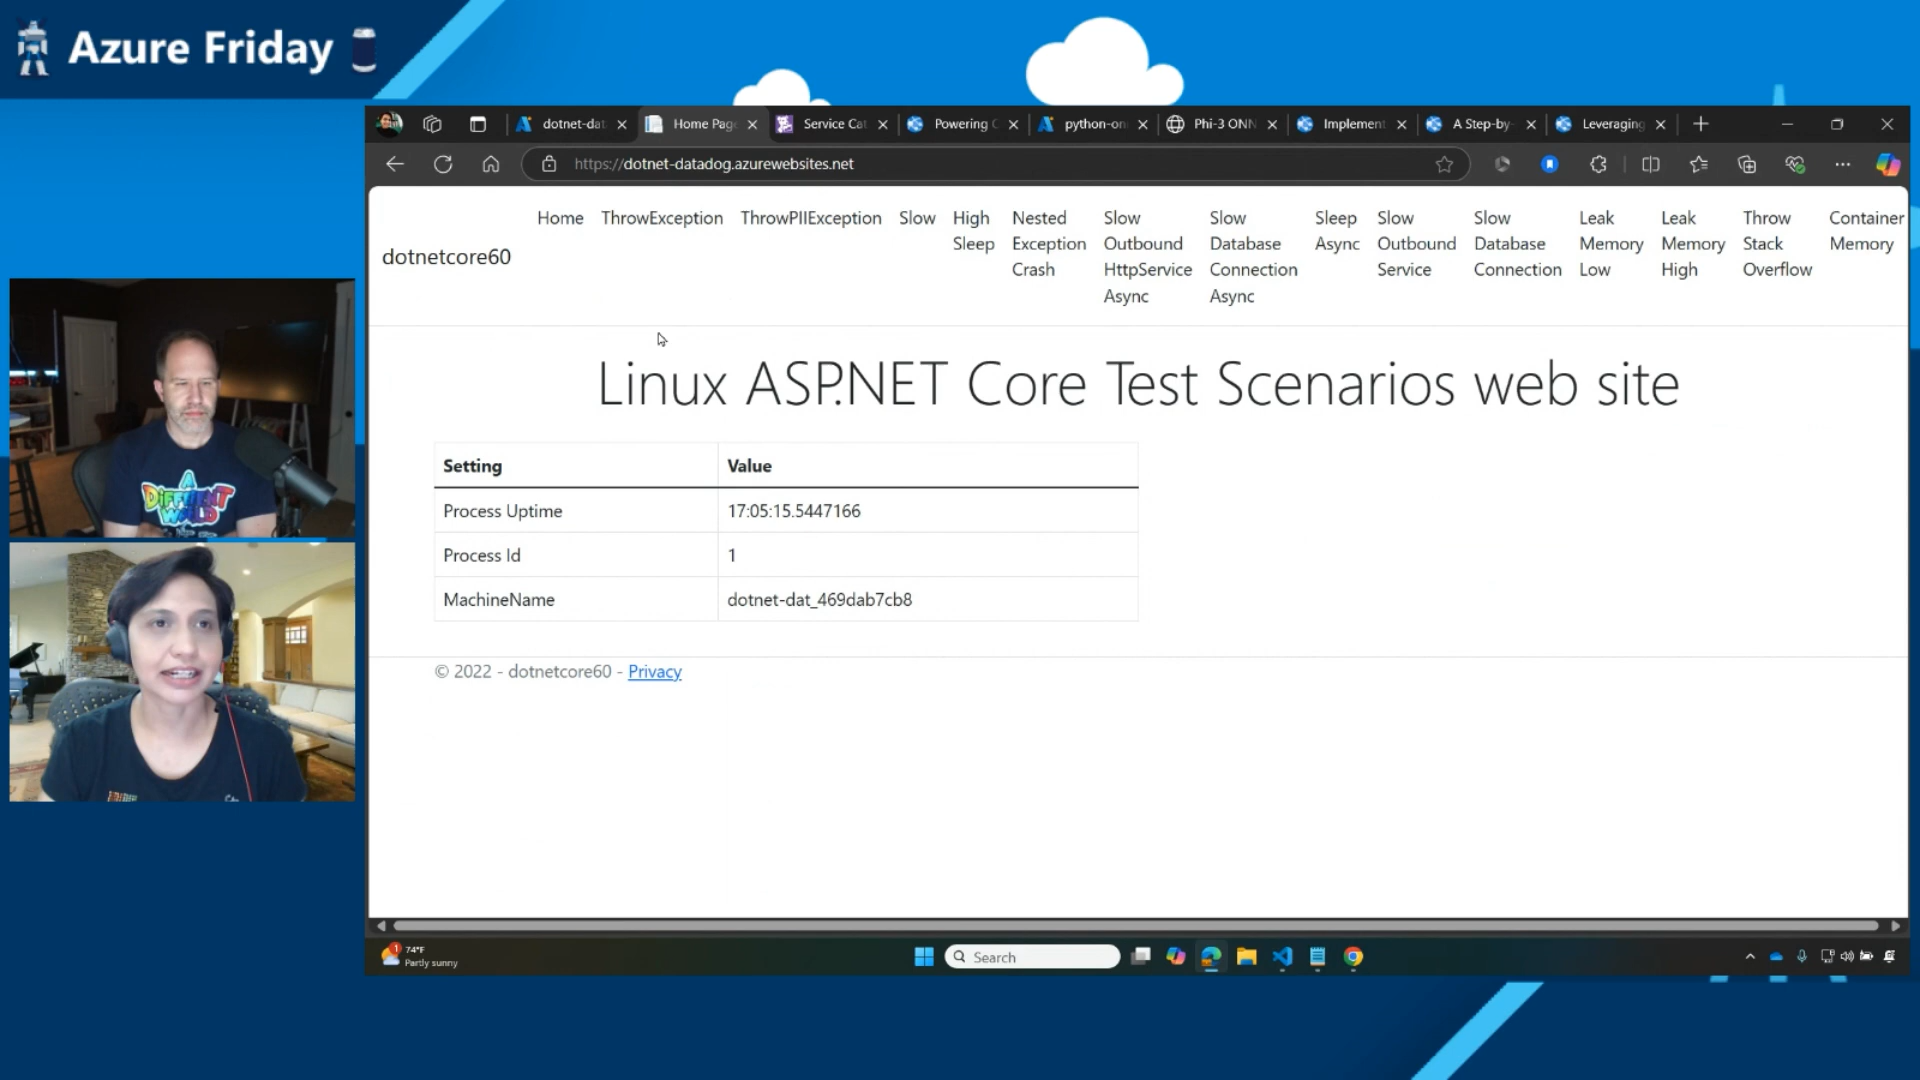 Azure Friday
dotnet-dat
Home Page
Service Cat
Powering C
python-on
Phi-3 ONN
Implement
A Step-by-
Leveraging
https://dotnet-datadog.azurewebsites.net
dotnetcore60
Home
ThrowException
ThrowPIIException
Slow
High
Sleep
Nested
Exception
Crash
Slow
Outbound
HttpService
Async
Slow
Database
Connection
Async
Sleep
Async
Slow
Outbound
Service
Slow
Database
Connection
Leak
Memory
Low
Leak
Memory
High
Throw
Stack
Overflow
Container
Memory
Linux ASP.NET Core Test Scenarios web site
Setting Value
Process Uptime 17:05:15.5447166
Process Id 1
MachineName dotnet-dat_469dab7cb8
© 2022 - dotnetcore60 - Privacy
A
DIFFERENT
WORLD
1
74°F
Partly sunny
Search